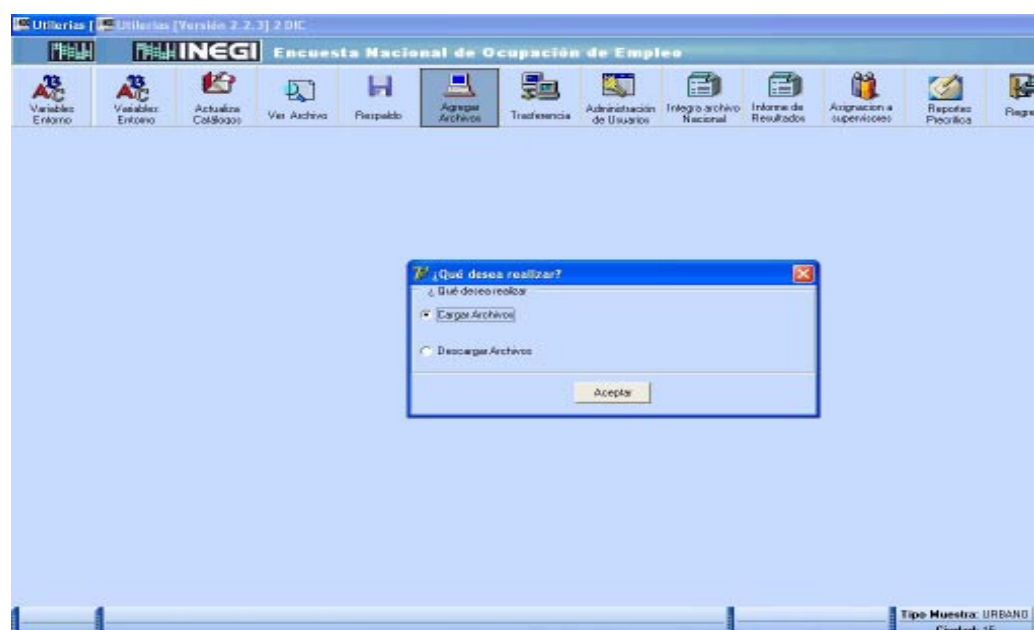 Utilerias [ Utilerias [Versión 2.2.3] 2 DIC
INEGI Encuesta Nacional de Ocupación de Empleo
Variables Entorno
Variables Entorno
Actualiza Catálogos
Ver Archivo
Respaldo
Agregar Archivos
Trasferencia
Administración de Usuarios
Integra archivo Nacional
Informe de Resultados
Asignacion a supervisores
Reportes Precritica
Regre
¿Qué desea realizar?
¿ Qué desea realizar
Cargar Archivos
Descargar Archivos
Aceptar
Tipo Muestra: URBANO